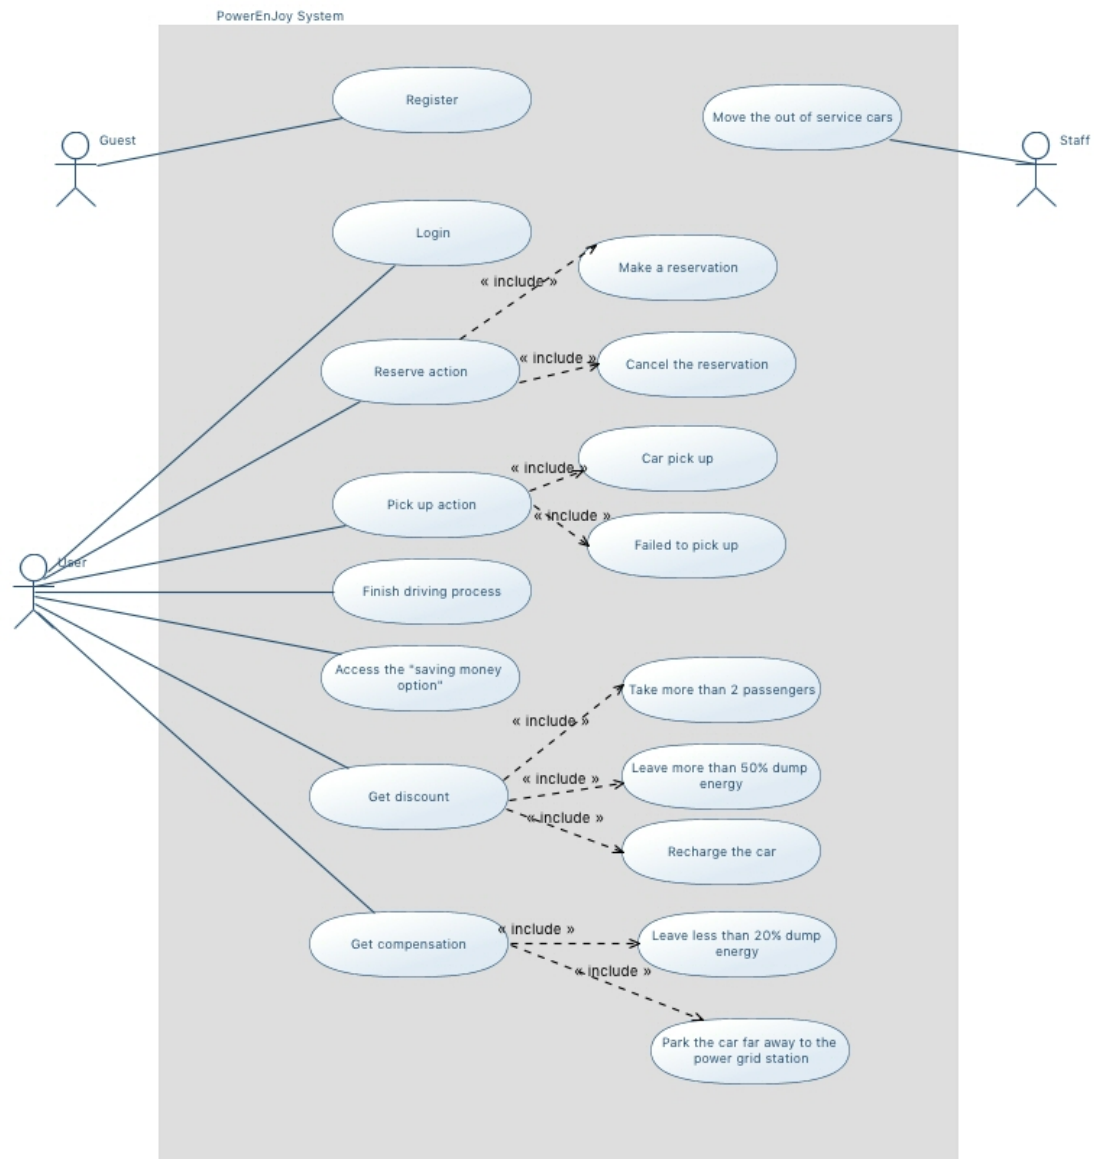 PowerEnJoy System
Register
Move the out of service cars
Guest
Staff
Login
Make a reservation
« include »
Cancel the reservation
« include »
Reserve action
Car pick up
« include »
Pick up action
« include »
Failed to pick up
User
Finish driving process
Access the "saving money
option"
Take more than 2 passengers
« include »
Leave more than 50% dump
energy
« include »
Get discount
« include »
Recharge the car
« include »
Get compensation
Leave less than 20% dump
energy
« include »
Park the car far away to the
power grid station